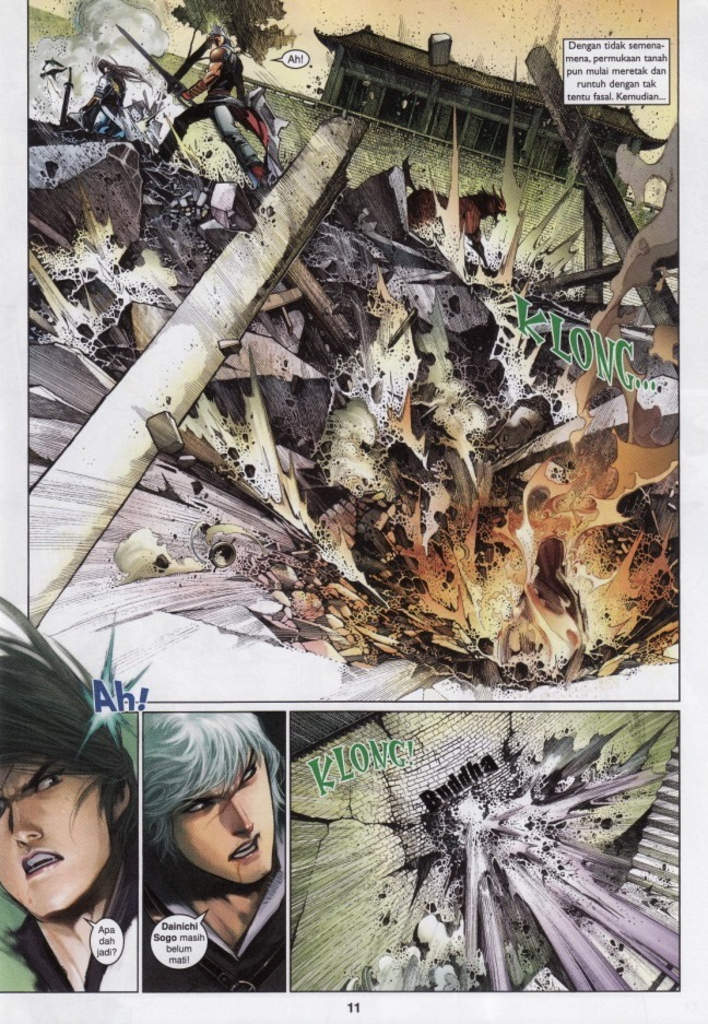 Ah!
Dengan tidak semena-
mena, permukaan tanah
pun mulai meretak dan
runtuh dengan tak
tentu fasal. Kemudian...
KLONG...
Ah!
Apa
dah
jadi?
Dainichi
Sogo masih
belum
mati!
KLONG!
Buddha
11